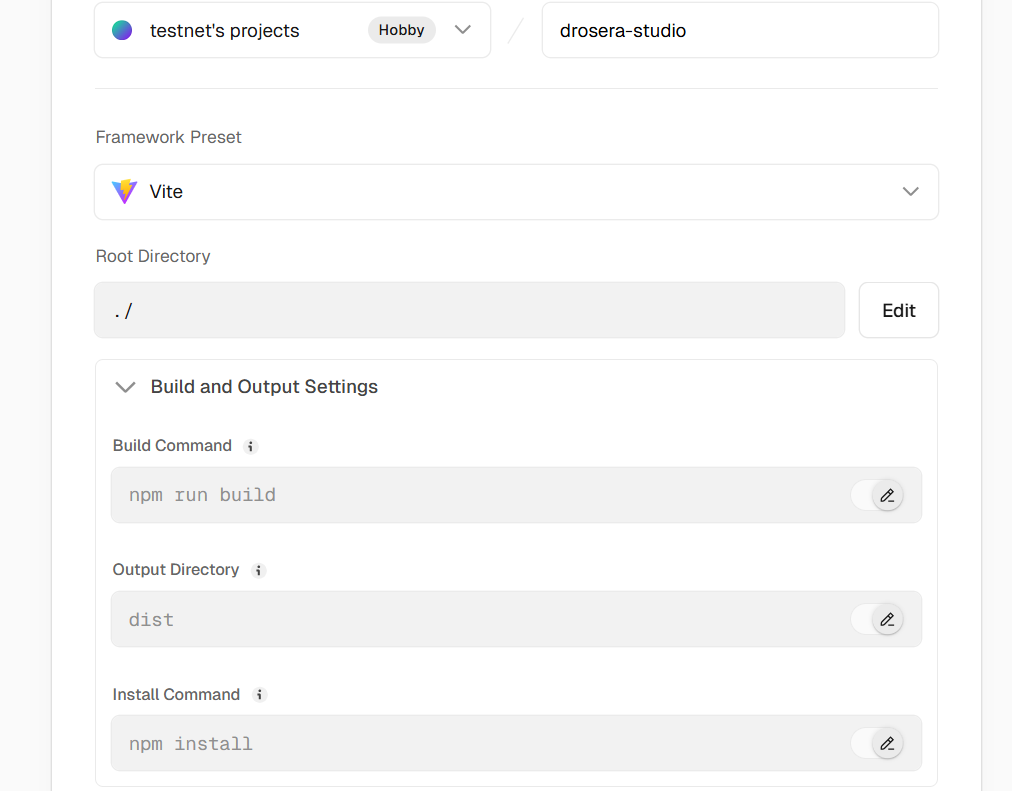 testnet's projects Hobby drosera-studio
Framework Preset
Vite
Root Directory
./ Edit
Build and Output Settings
Build Command
npm run build
Output Directory
dist
Install Command
npm install